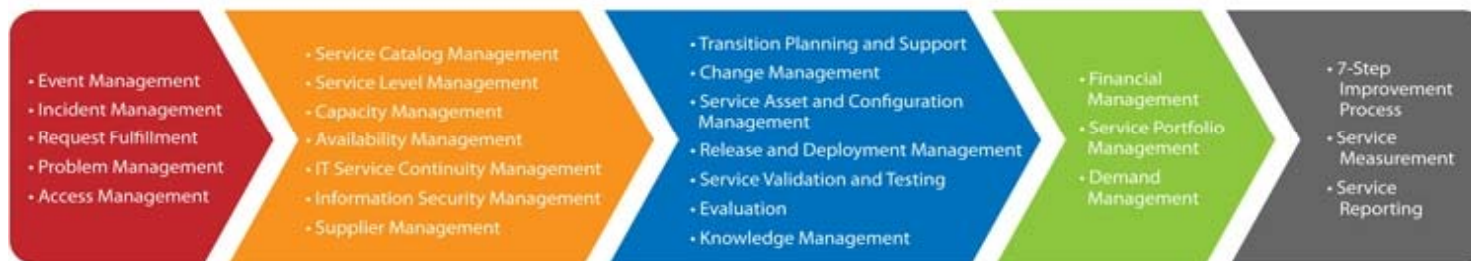 • Event Management
• Incident Management
• Request Fulfillment
• Problem Management
• Access Management
• Service Catalog Management
• Service Level Management
• Capacity Management
• Availability Management
• IT Service Continuity Management
• Information Security Management
• Supplier Management
• Transition Planning and Support
• Change Management
• Service Asset and Configuration
Management
• Release and Deployment Management
• Service Validation and Testing
• Evaluation
• Knowledge Management
• Financial
Management
• Service Portfolio
Management
• Demand
Management
• 7-Step
Improvement
Process
• Service
Measurement
• Service
Reporting